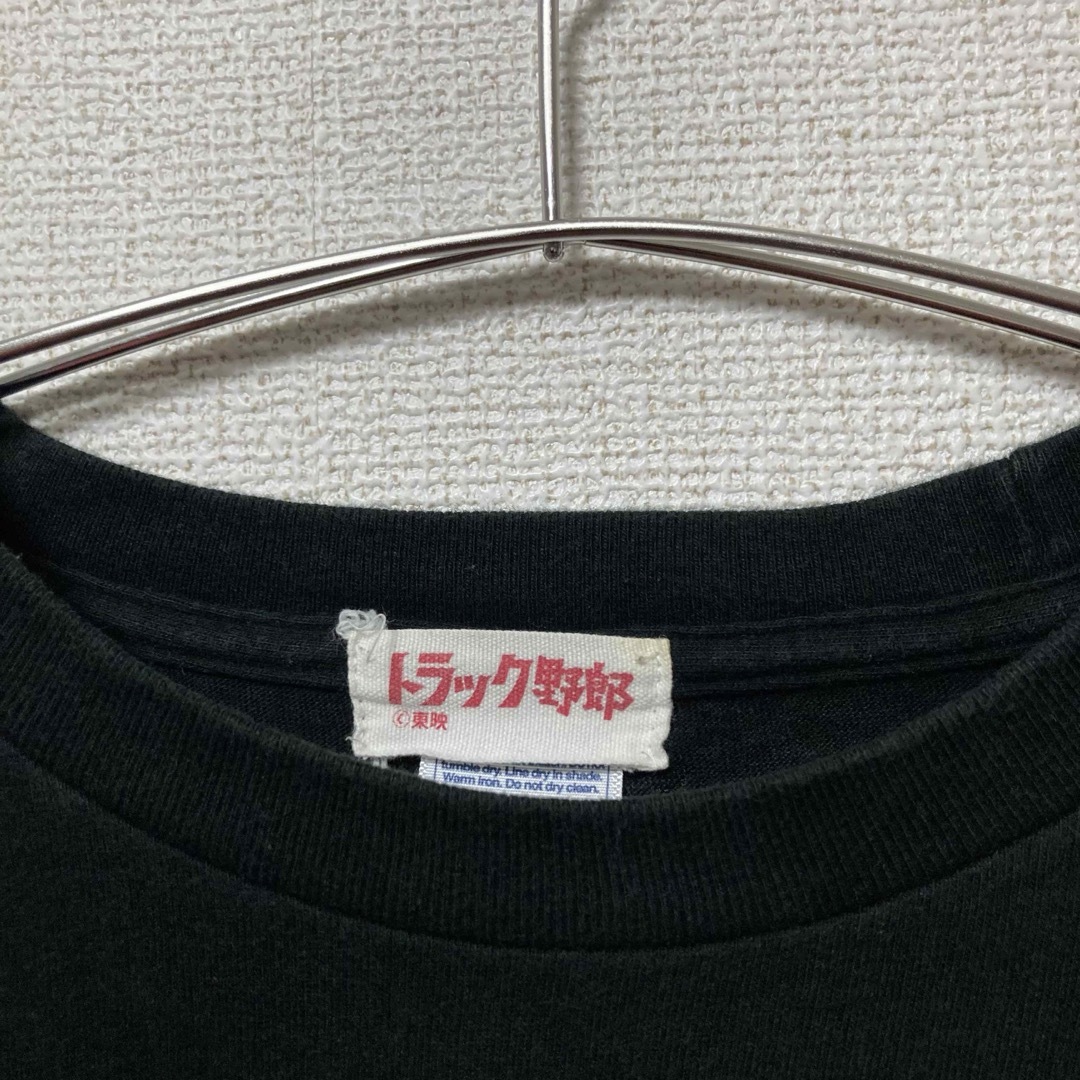 トラック野郎
©東映
tumble dry. Line dry in shade.
Warm Iron. Do not dry clean.